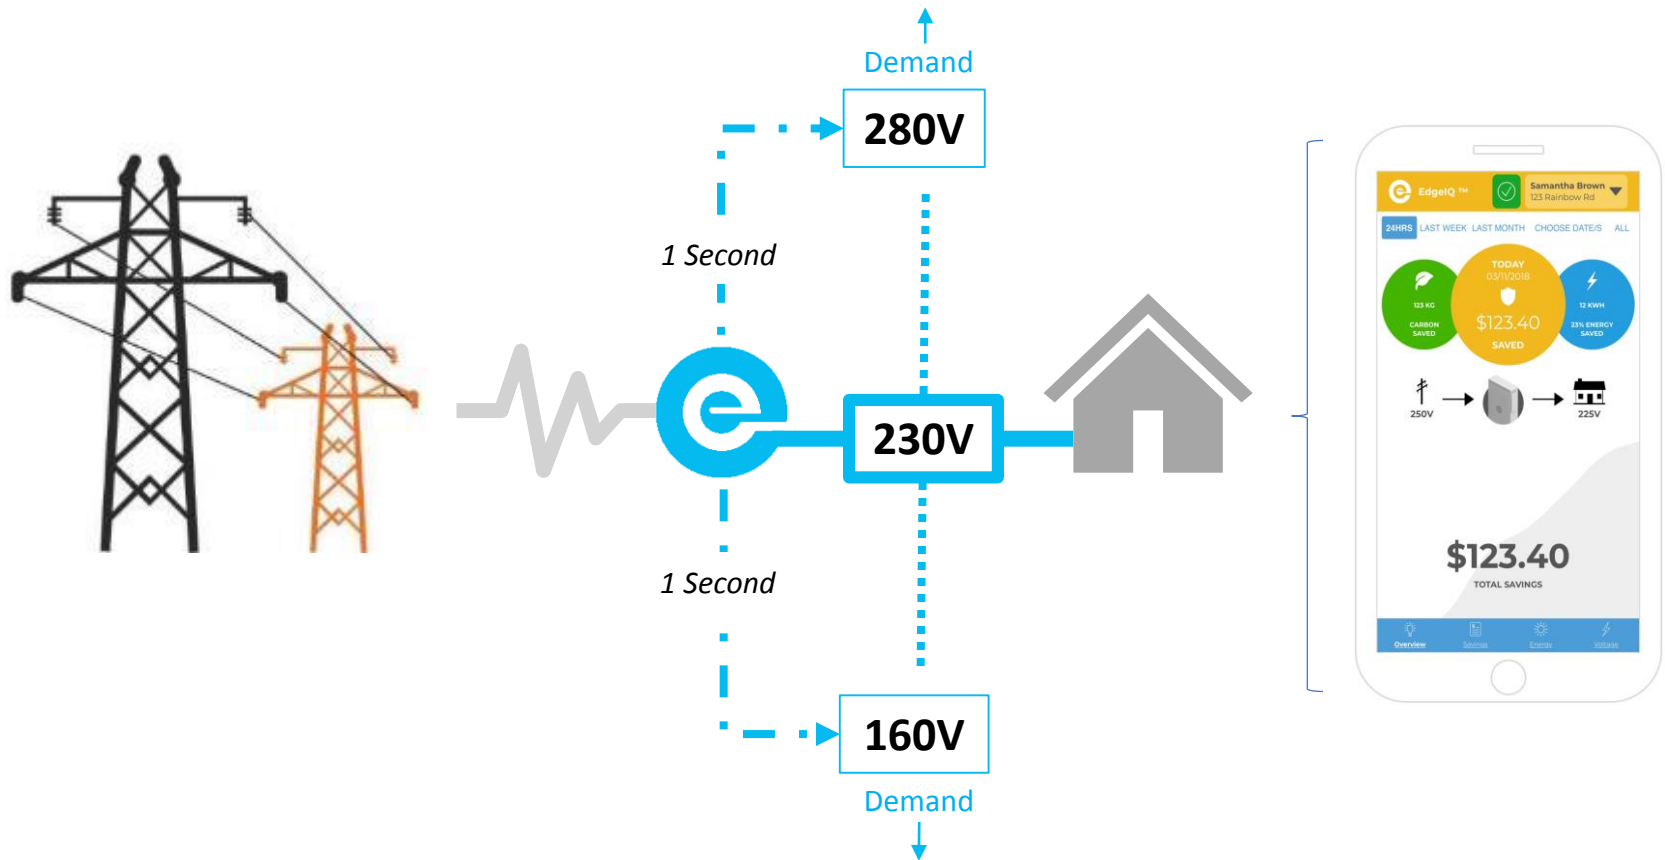 Demand
280V
1 Second
230V
1 Second
160V
Demand
EdgeIQ ™
Samantha Brown
123 Rainbow Rd
24HRS LAST WEEK LAST MONTH CHOOSE DATE/S ALL
TODAY
03/11/2018
$123.40
SAVED
123 KG
CARBON
SAVED
12 KWH
23% ENERGY
SAVED
250V
225V
$123.40
TOTAL SAVINGS
Overview Savings Energy Voltage